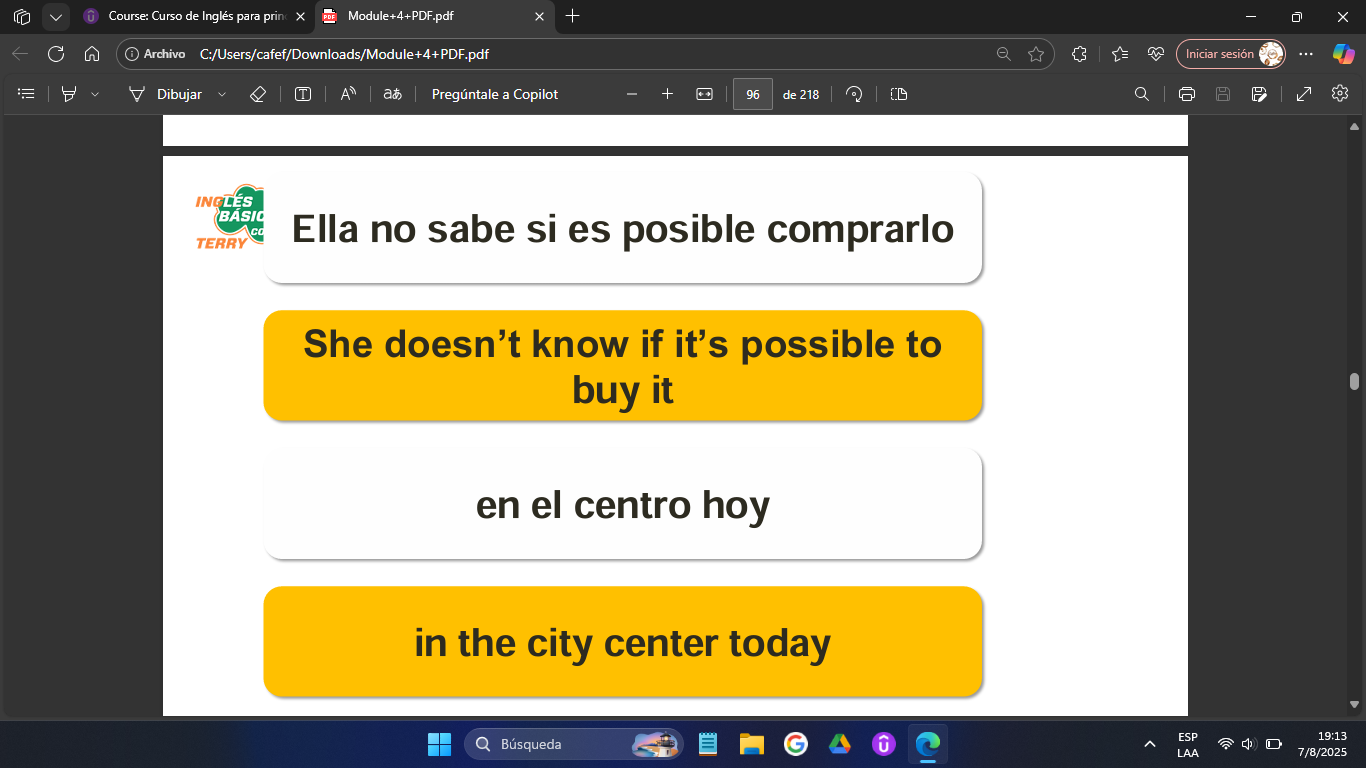 Course: Curso de Inglés para prin
Module+4+PDF.pdf
Archivo
C:/Users/cafef/Downloads/Module+4+PDF.pdf
Iniciar sesión
Dibujar
Pregúntale a Copilot
96
de 218
INGLÉS
BÁSIC
CO
TERRY
Ella no sabe si es posible comprarlo
She doesn't know if it's possible to
buy it
en el centro hoy
in the city center today
Búsqueda
ESP
LAA
19:13
7/8/2025